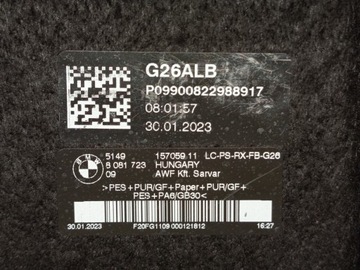 G26ALB
P09900822988917
08:01:57
30.01.2023
5149 157059.11 LC-PS-RX-FB-G26
8 081 723 HUNGARY
09 AWF Kft. Sarvar
>PES+PUR/GF+Paper+PUR/GF+
PES+PA6/GB30<
30.01.2023 F20FG1109 000121812 16:27